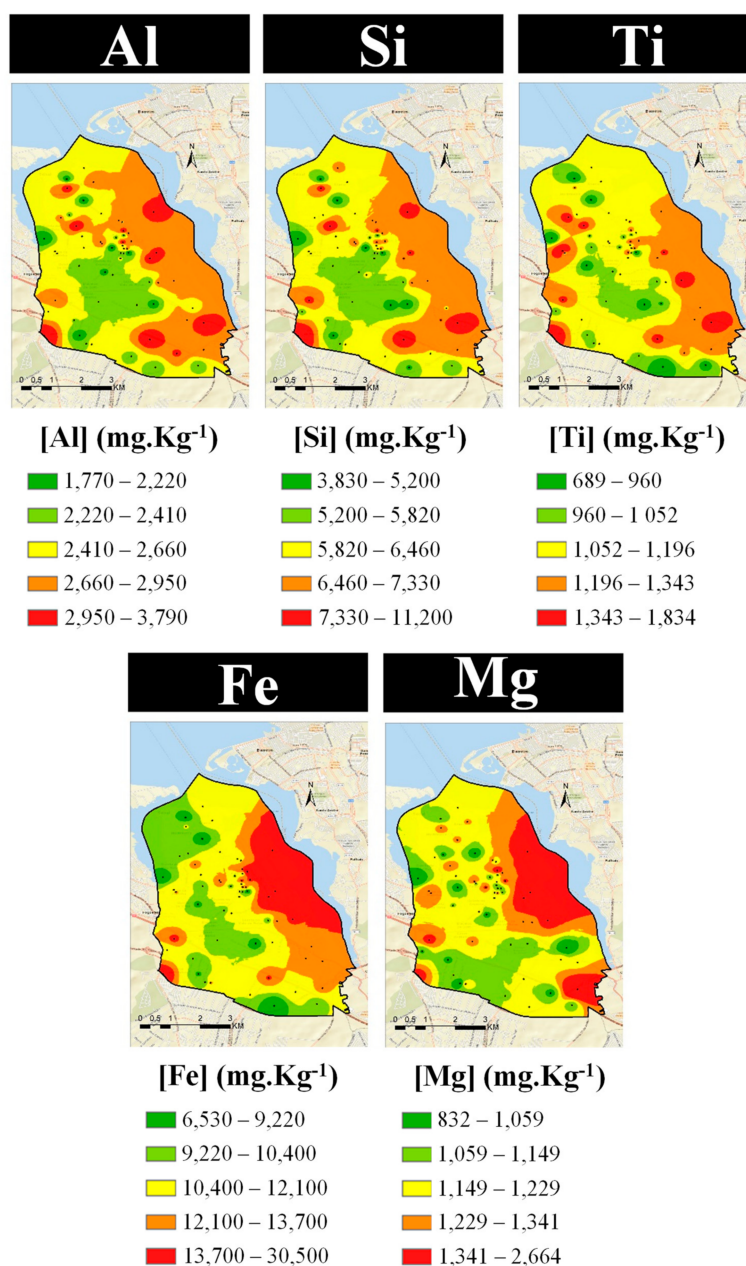 Al
Si
Ti
N
N
N
0 0.5 1 2 3 KM
0 0.5 1 2 3 KM
0 0.5 1 2 3 KM
[Al] (mg.Kg⁻¹)
[Si] (mg.Kg⁻¹)
[Ti] (mg.Kg⁻¹)
1,770 – 2,220
2,220 – 2,410
2,410 – 2,660
2,660 – 2,950
2,950 – 3,790
3,830 – 5,200
5,200 – 5,820
5,820 – 6,460
6,460 – 7,330
7,330 – 11,200
689 – 960
960 – 1 052
1,052 – 1,196
1,196 – 1,343
1,343 – 1,834
Fe
Mg
N
N
0 0.5 1 2 3 KM
0 0.5 1 2 3 KM
[Fe] (mg.Kg⁻¹)
[Mg] (mg.Kg⁻¹)
6,530 – 9,220
9,220 – 10,400
10,400 – 12,100
12,100 – 13,700
13,700 – 30,500
832 – 1,059
1,059 – 1,149
1,149 – 1,229
1,229 – 1,341
1,341 – 2,664